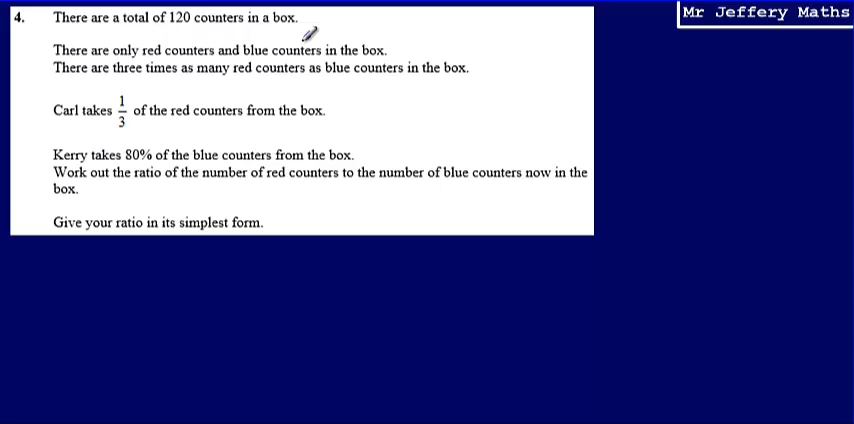 Mr Jeffery Maths
4. There are a total of 120 counters in a box.
There are only red counters and blue counters in the box.
There are three times as many red counters as blue counters in the box.
Carl takes 1/3 of the red counters from the box.
Kerry takes 80% of the blue counters from the box.
Work out the ratio of the number of red counters to the number of blue counters now in the
box.
Give your ratio in its simplest form.